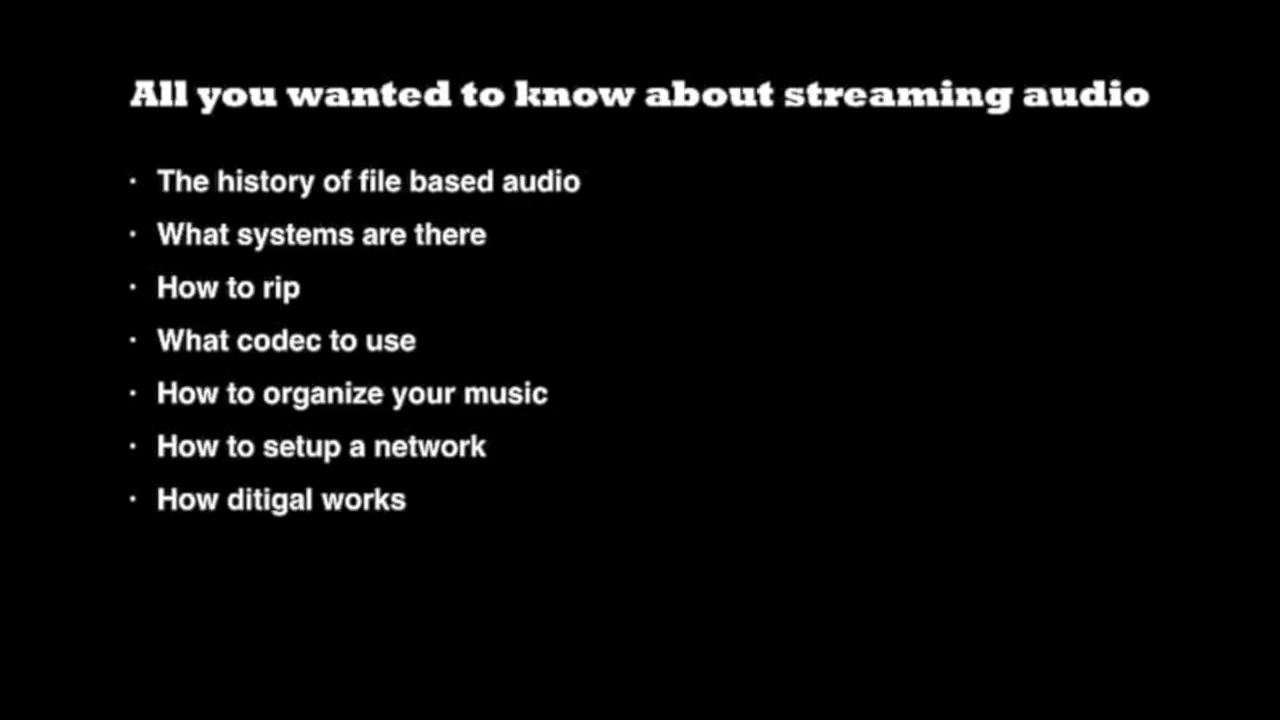 All you wanted to know about streaming audio
· The history of file based audio
· What systems are there
· How to rip
· What codec to use
· How to organize your music
· How to setup a network
· How ditigal works